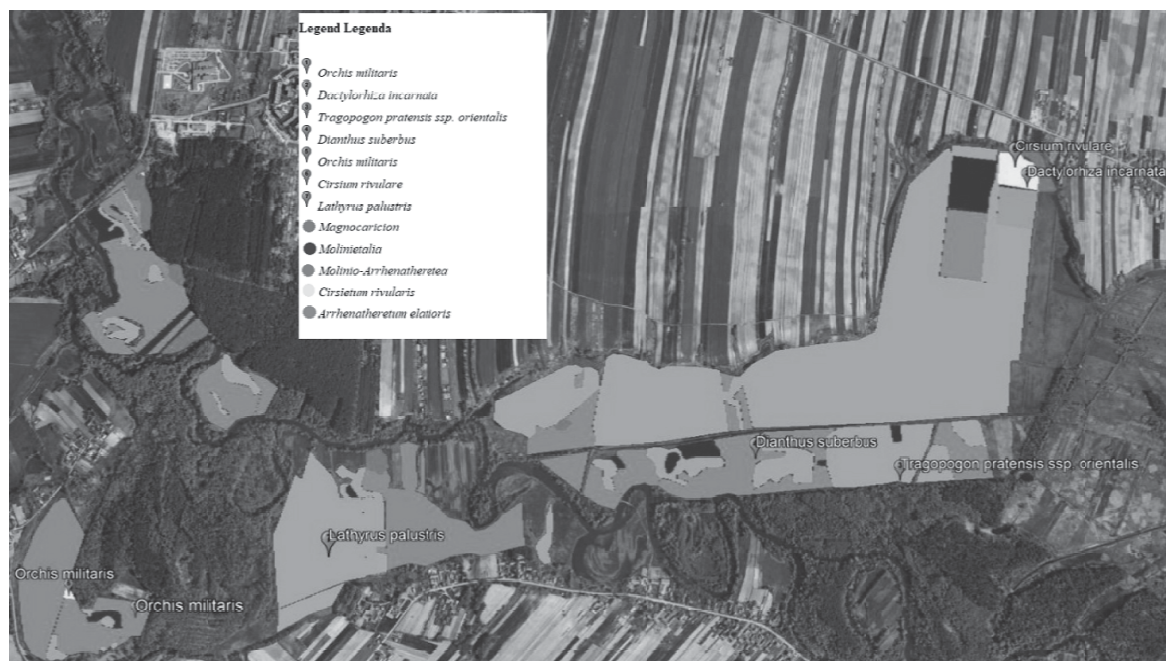 Legend Legenda
Orchis militaris
Dactylorhiza incarnata
Tragopogon pratensis ssp. orientalis
Dianthus suberbus
Orchis militaris
Cirsium rivulare
Lathyrus palustris
Magnocaricion
Molinietalia
Molinio-Arrhenatheretea
Cirsietum rivularis
Arrhenatheretum elatioris
Cirsium rivulare
Dactylorhiza incarnata
Dianthus suberbus
Tragopogon pratensis ssp. orientalis
Lathyrus palustris
Orchis militaris
Orchis militaris